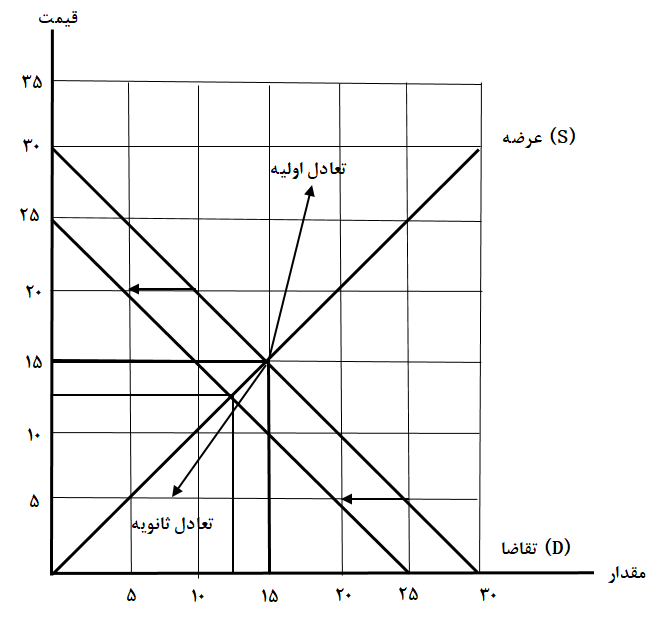 قیمت
۳۵
۳۰
۲۵
۲۰
۱۵
۱۰
۵
عرضه (S)
تعادل اولیه
تعادل ثانویه
تقاضا (D)
مقدار
۵
۱۰
۱۵
۲۰
۲۵
۳۰